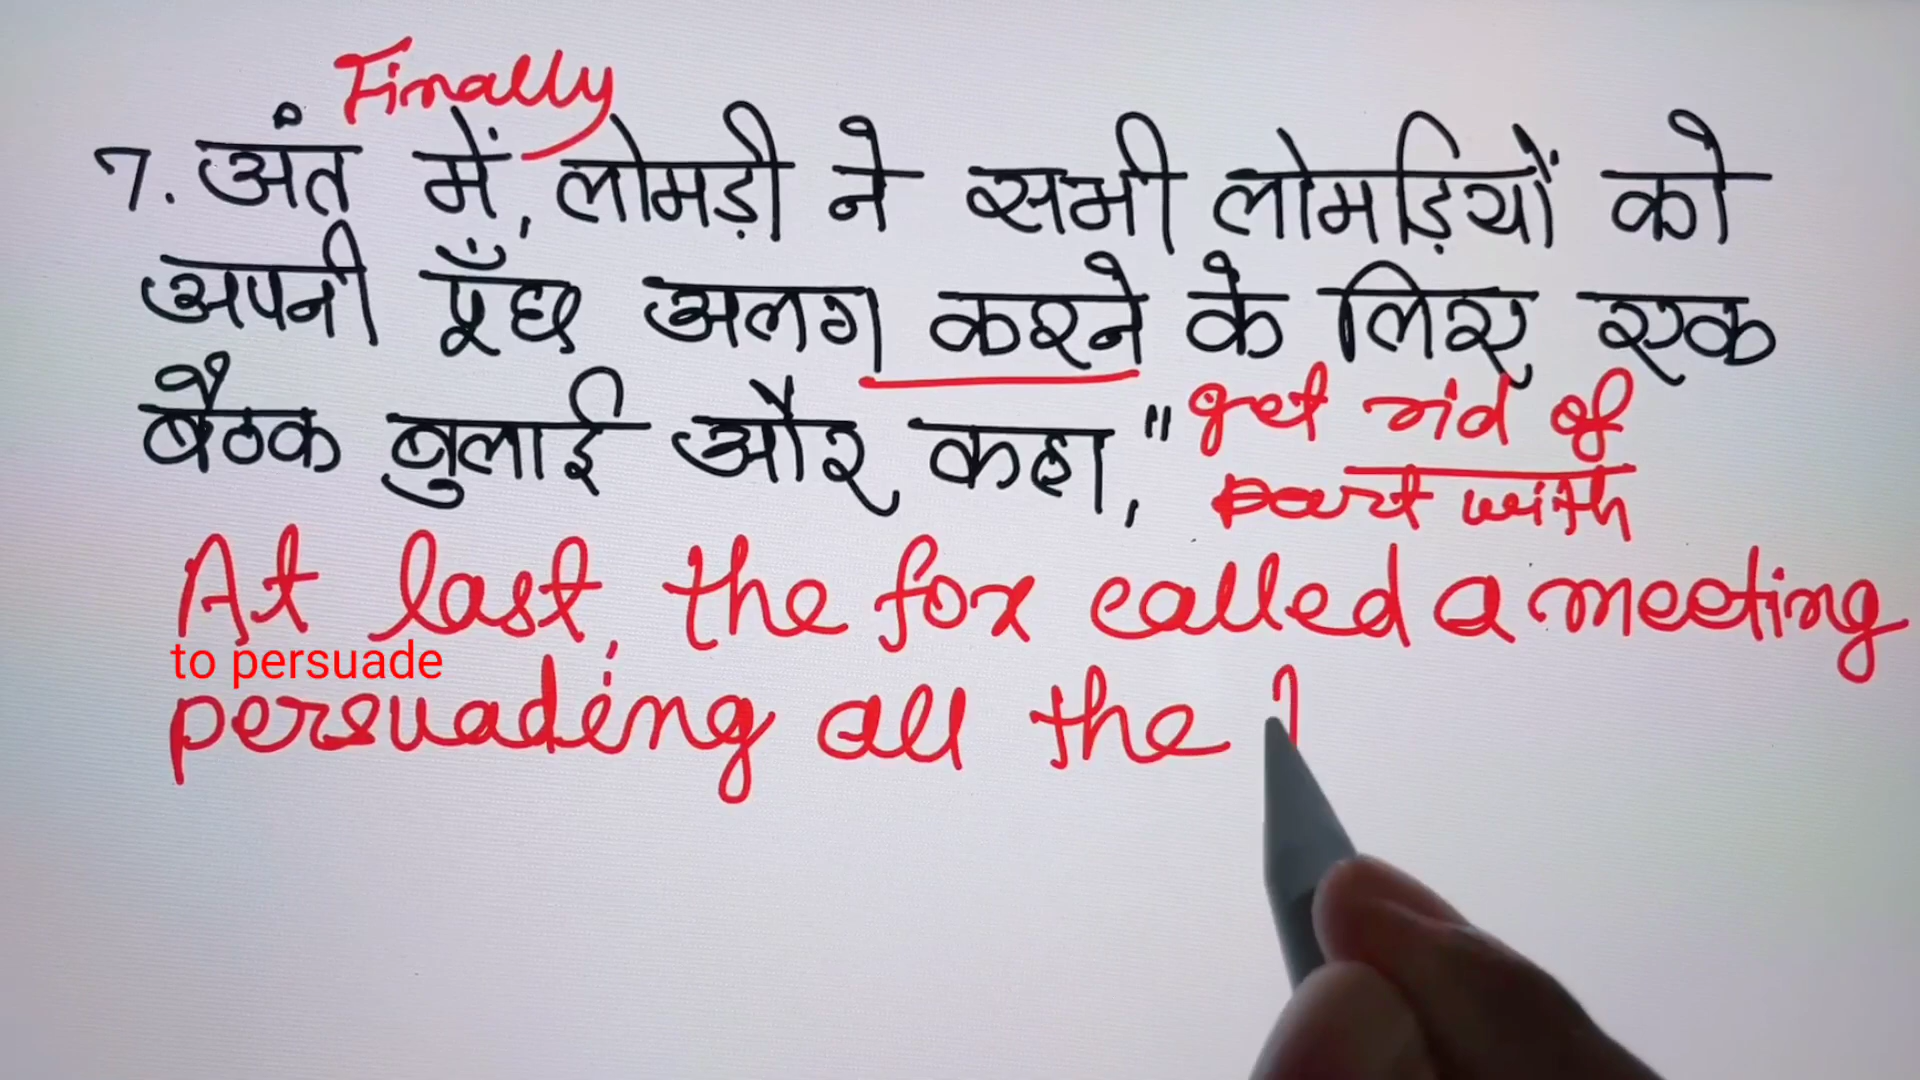 Finally
7. अंत में, लोमड़ी ने सभी लोमड़ियों को
अपनी पूँछ अलग करने के लिए एक
बैठक बुलाई और कहा, "
get rid of
part with
At last, the fox called a meeting
to persuade
persuading all the